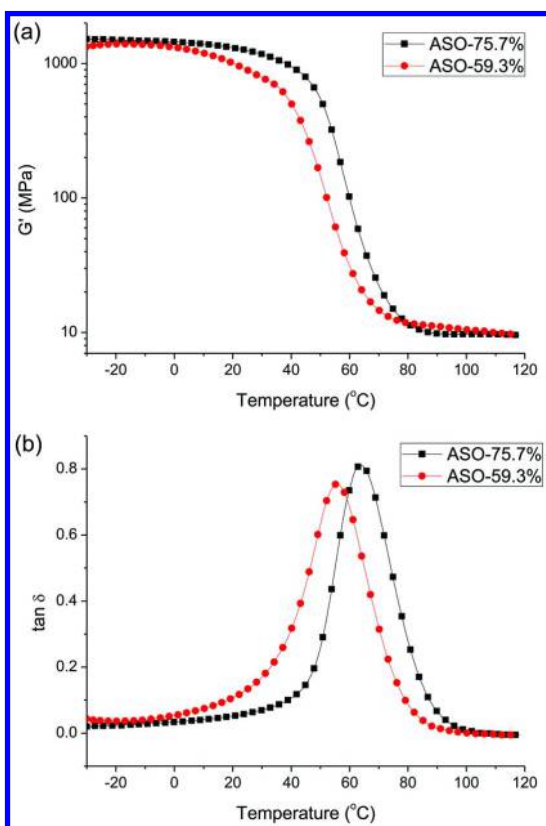 (a)
ASO-75.7%
ASO-59.3%
1000
100
10
G' (MPa)
-20 0 20 40 60 80 100 120
Temperature (°C)
(b)
ASO-75.7%
ASO-59.3%
0.8
0.6
0.4
0.2
0.0
tan δ
-20 0 20 40 60 80 100 120
Temperature (°C)